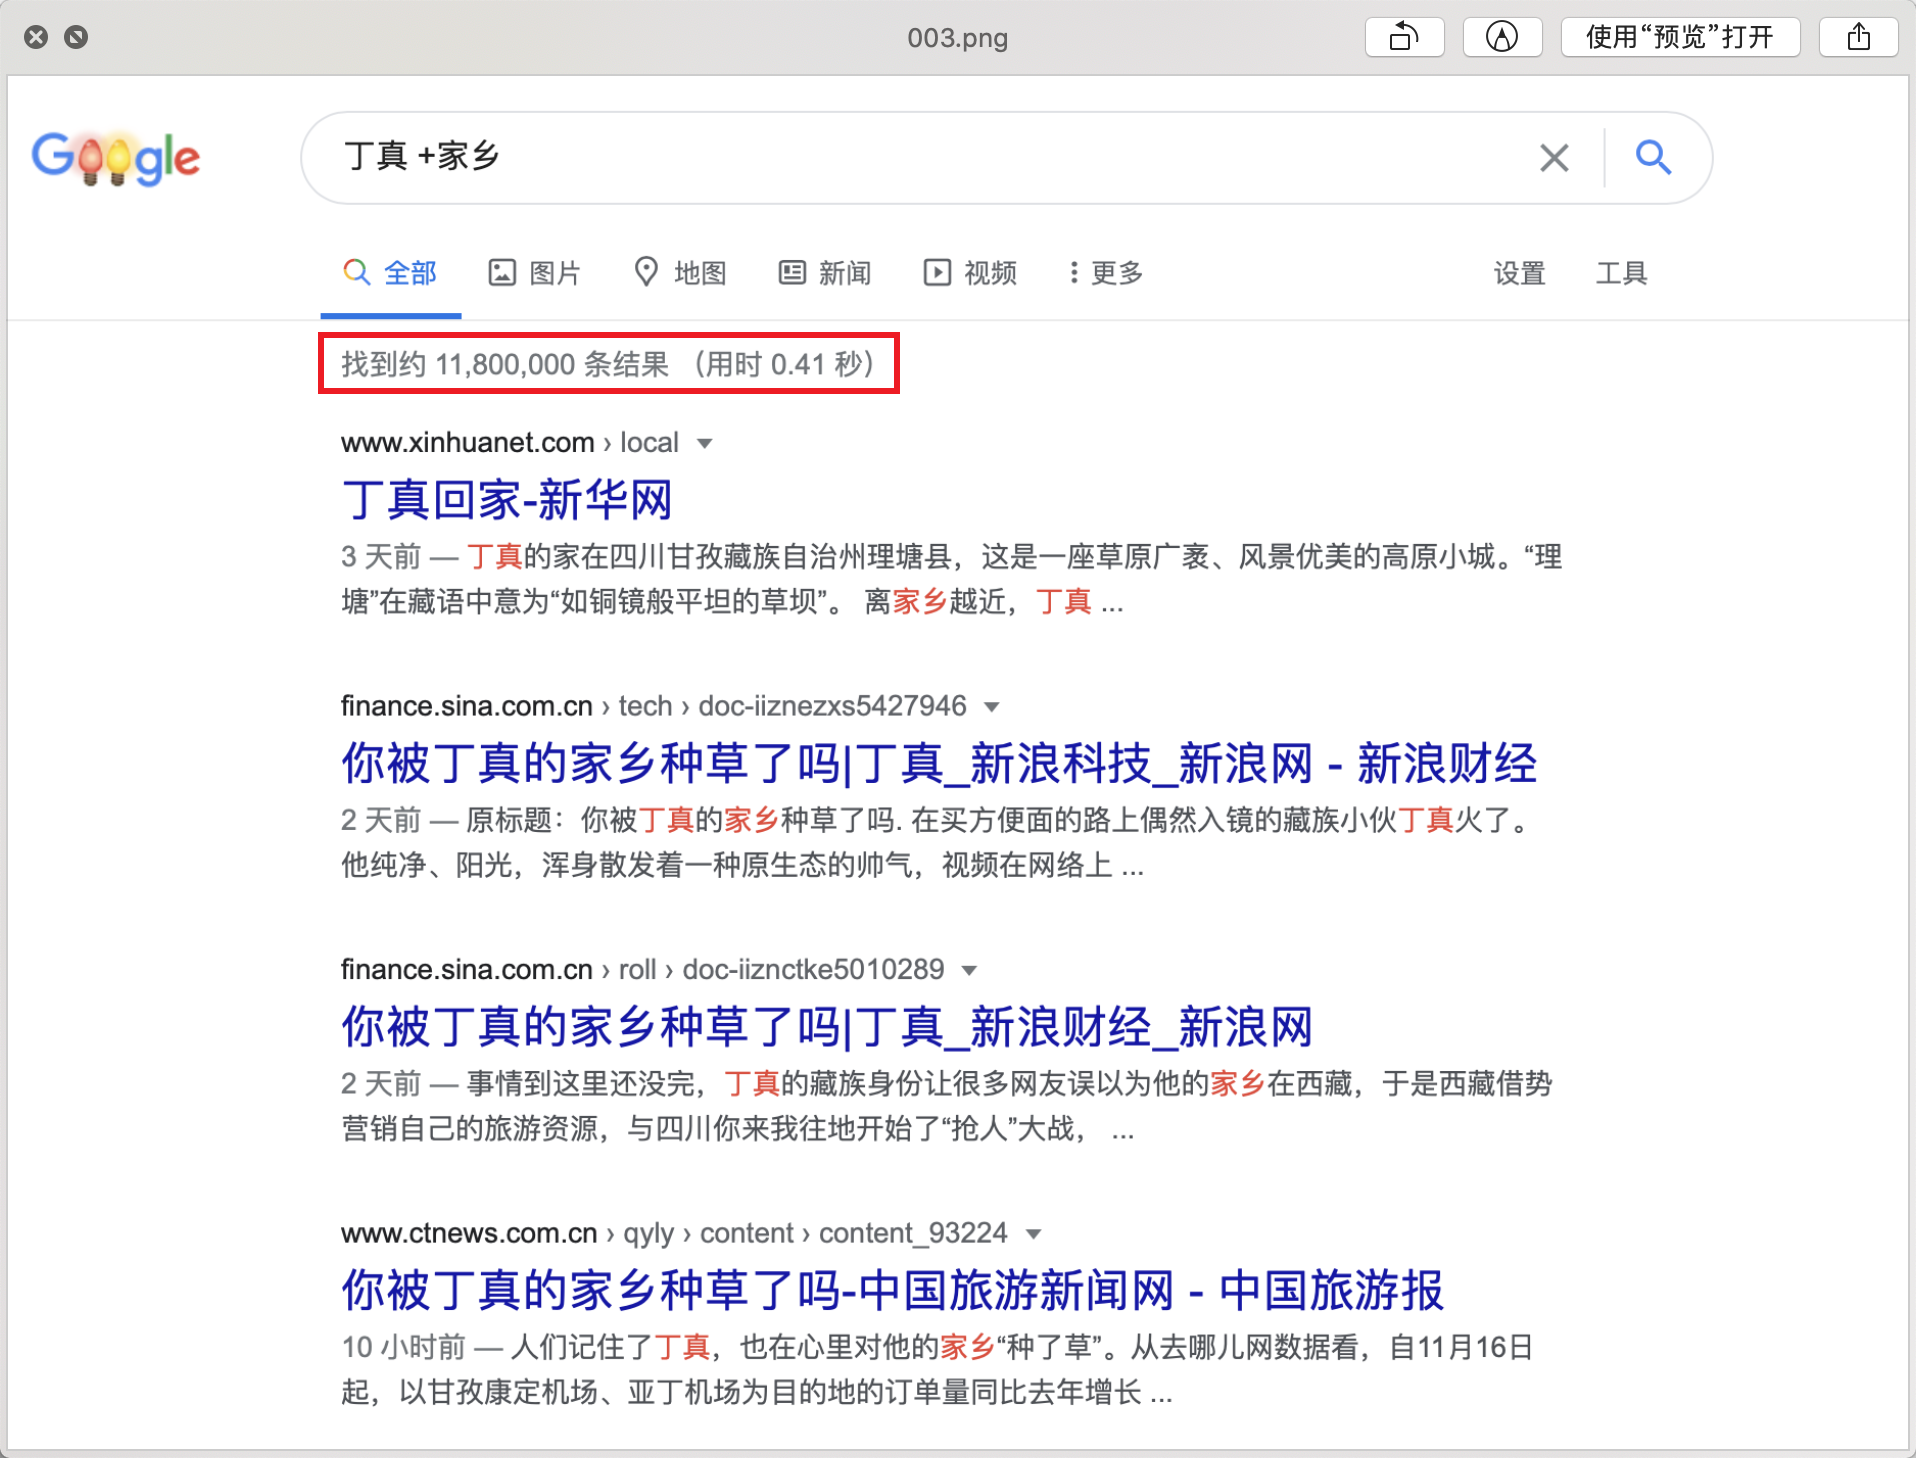 003.png
使用“预览”打开
Google
丁真 +家乡
全部 图片 地图 新闻 视频 更多 设置 工具
找到约 11,800,000 条结果 （用时 0.41 秒）
www.xinhuanet.com › local
丁真回家-新华网
3 天前 — 丁真的家在四川甘孜藏族自治州理塘县，这是一座草原广袤、风景优美的高原小城。“理
塘”在藏语中意为“如铜镜般平坦的草坝”。 离家乡越近，丁真 ...
finance.sina.com.cn › tech › doc-iiznezxs5427946
你被丁真的家乡种草了吗|丁真_新浪科技_新浪网 - 新浪财经
2 天前 — 原标题：你被丁真的家乡种草了吗. 在买方便面的路上偶然入镜的藏族小伙丁真火了。
他纯净、阳光，浑身散发着一种原生态的帅气，视频在网络上 ...
finance.sina.com.cn › roll › doc-iiznctke5010289
你被丁真的家乡种草了吗|丁真_新浪财经_新浪网
2 天前 — 事情到这里还没完，丁真的藏族身份让很多网友误以为他的家乡在西藏，于是西藏借势
营销自己的旅游资源，与四川你来我往地开始了“抢人”大战， ...
www.ctnews.com.cn › qyly › content › content_93224
你被丁真的家乡种草了吗-中国旅游新闻网 - 中国旅游报
10 小时前 — 人们记住了丁真，也在心里对他的家乡“种了草”。从去哪儿网数据看，自11月16日
起，以甘孜康定机场、亚丁机场为目的地的订单量同比去年增长 ...